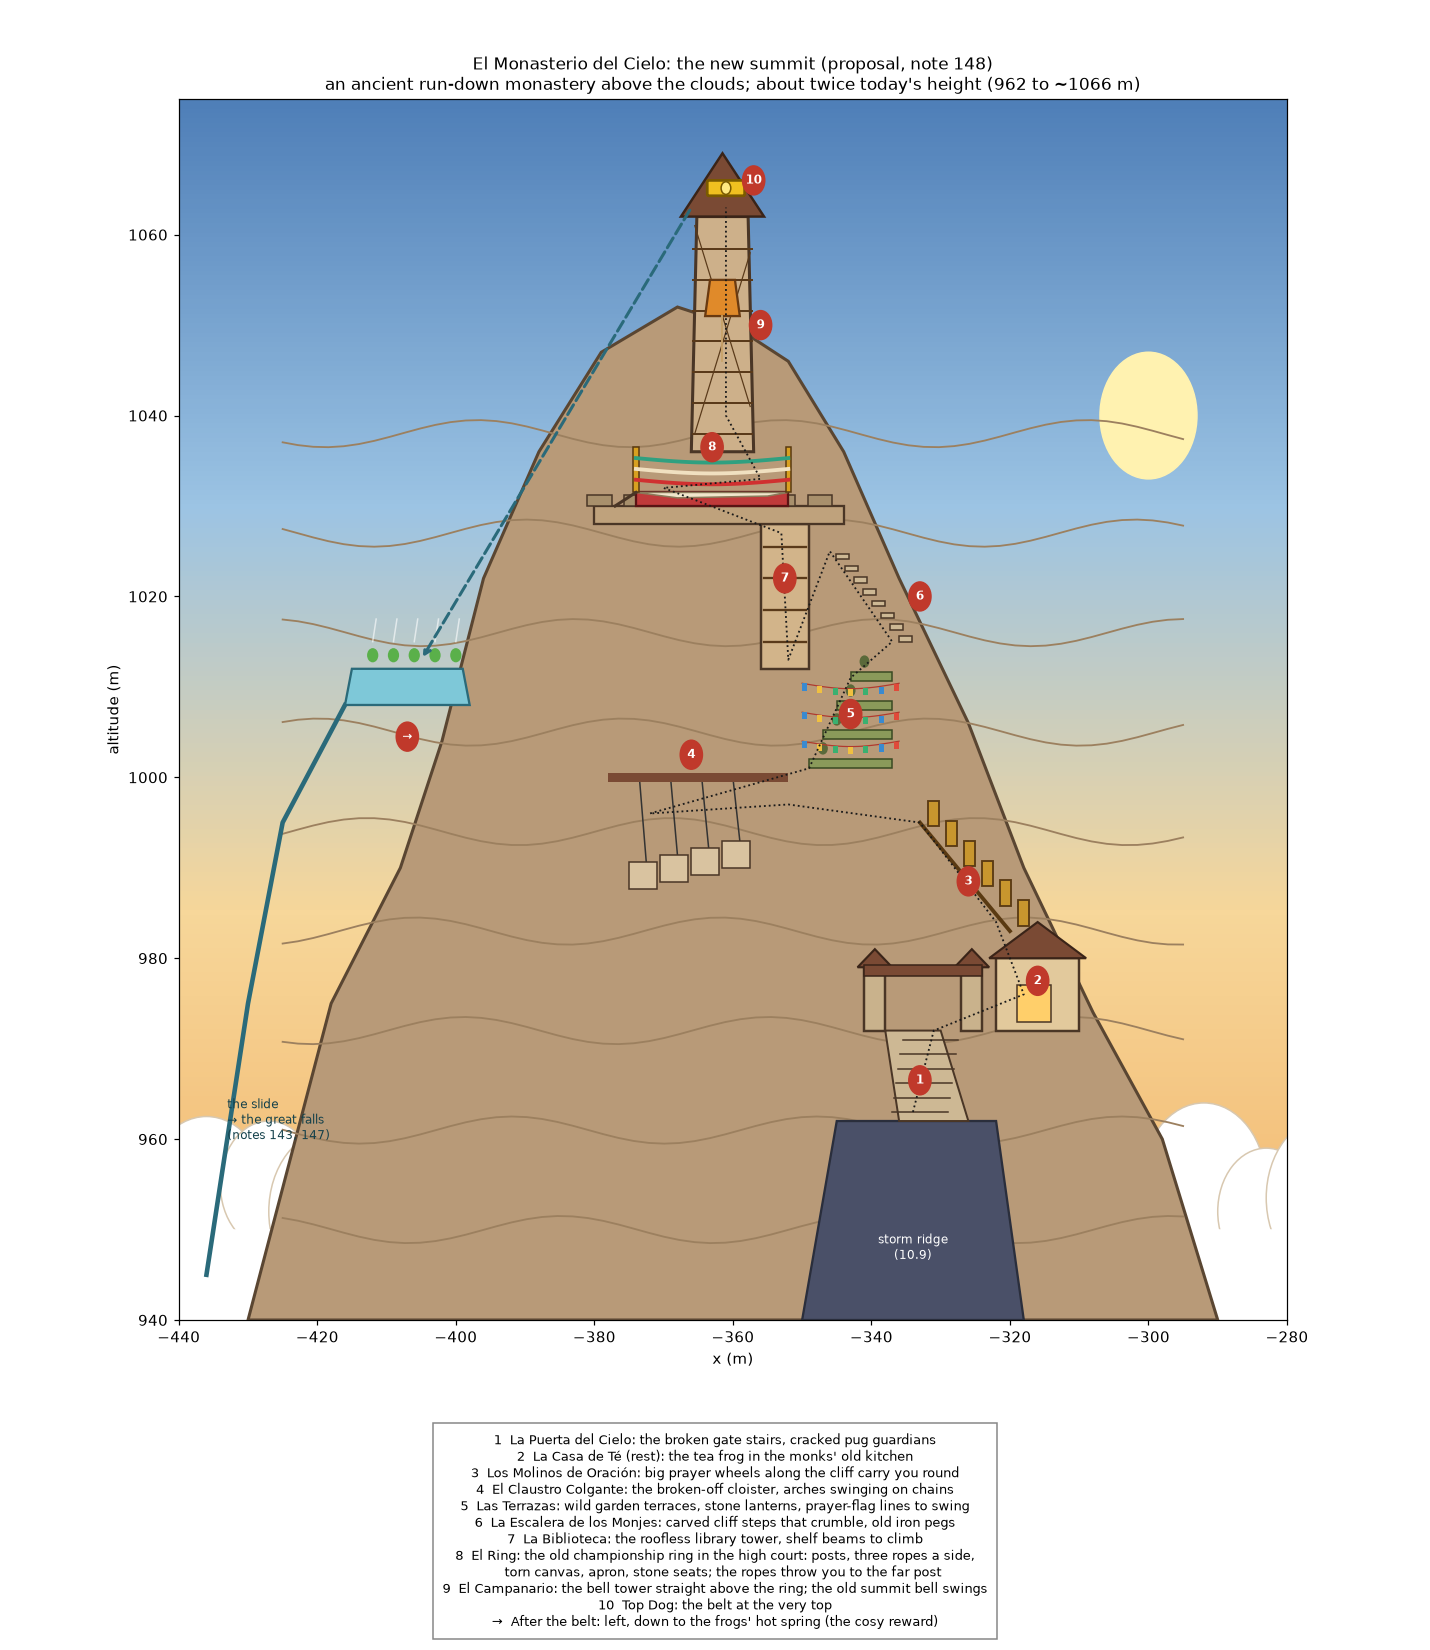 El Monasterio del Cielo: the new summit (proposal, note 148)
an ancient run-down monastery above the clouds; about twice today's height (962 to ~1066 m)
10
1060
9
1040
8
7
6
1020
5
→
4
1000
3
2
980
1
the slide
→ the great falls
(notes 143–147)
960
storm ridge
(10.9)
940
altitude (m)
−440 −420 −400 −380 −360 −340 −320 −300 −280
x (m)
1 La Puerta del Cielo: the broken gate stairs, cracked pug guardians
2 La Casa de Té (rest): the tea frog in the monks' old kitchen
3 Los Molinos de Oración: big prayer wheels along the cliff carry you round
4 El Claustro Colgante: the broken-off cloister, arches swinging on chains
5 Las Terrazas: wild garden terraces, stone lanterns, prayer-flag lines to swing
6 La Escalera de los Monjes: carved cliff steps that crumble, old iron pegs
7 La Biblioteca: the roofless library tower, shelf beams to climb
8 El Ring: the old championship ring in the high court: posts, three ropes a side,
torn canvas, apron, stone seats; the ropes throw you to the far post
9 El Campanario: the bell tower straight above the ring; the old summit bell swings
10 Top Dog: the belt at the very top
→ After the belt: left, down to the frogs' hot spring (the cosy reward)